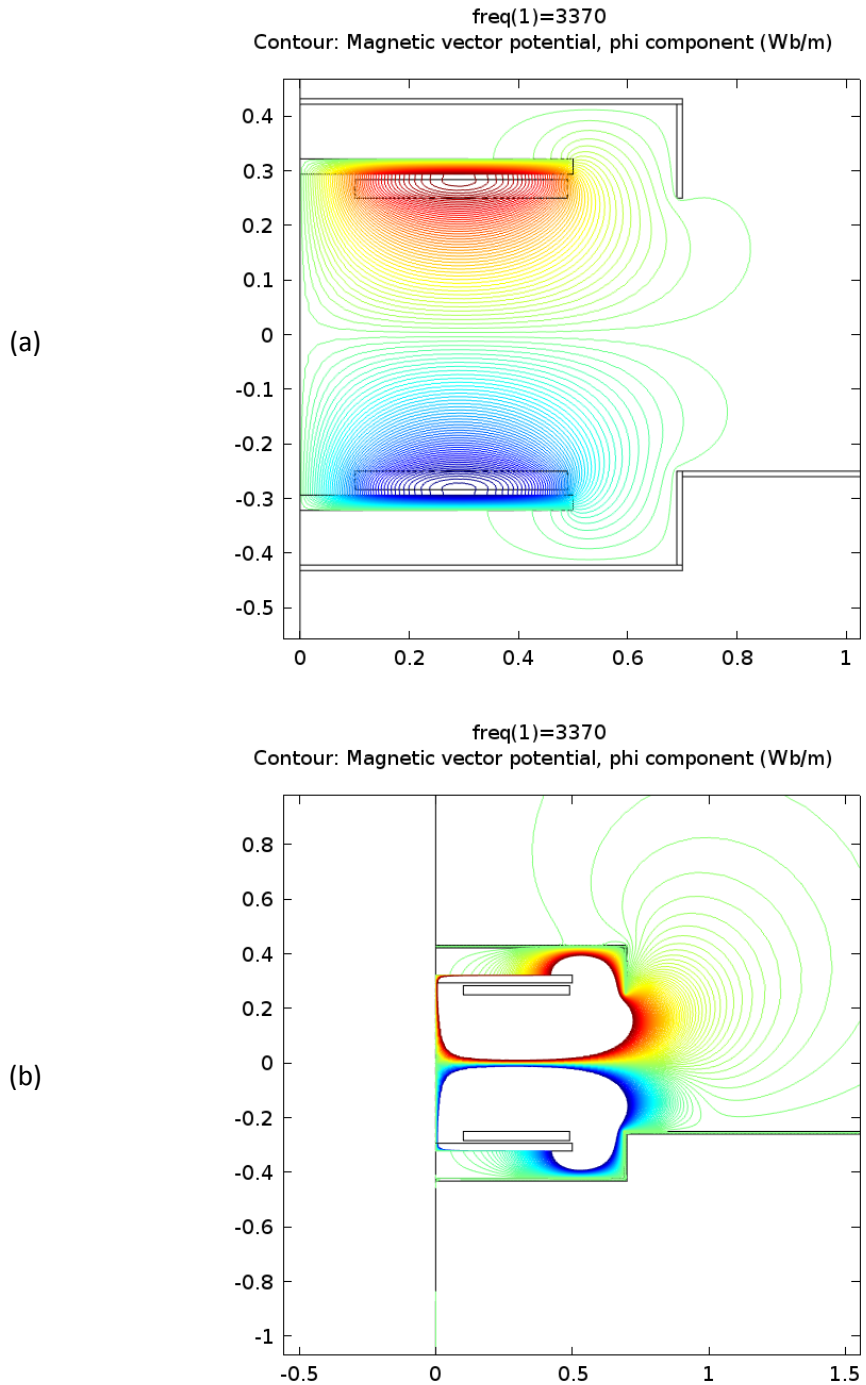 freq(1)=3370
Contour: Magnetic vector potential, phi component (Wb/m)
0.4
0.3
0.2
0.1
(a)
0
-0.1
-0.2
-0.3
-0.4
-0.5
0 0.2 0.4 0.6 0.8 1
freq(1)=3370
Contour: Magnetic vector potential, phi component (Wb/m)
0.8
0.6
0.4
0.2
0
(b)
-0.2
-0.4
-0.6
-0.8
-1
-0.5 0 0.5 1 1.5